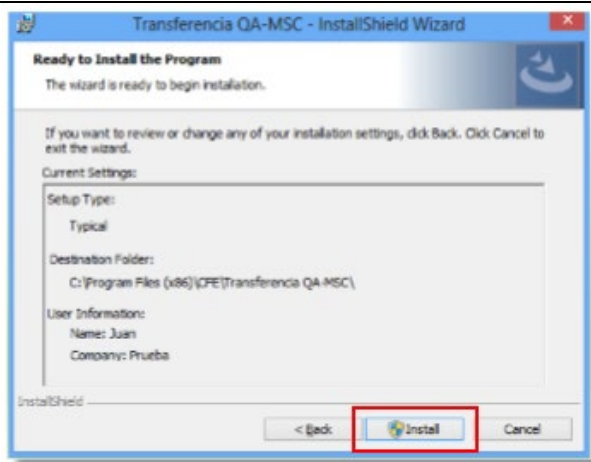 Transferencia QA-MSC - InstallShield Wizard
Ready to Install the Program
The wizard is ready to begin installation.
If you want to review or change any of your installation settings, click Back. Click Cancel to
exit the wizard.
Current Settings:
Setup Type:
Typical
Destination Folder:
C:\Program Files (x86)\CFE\Transferencia QA-MSC\
User Information:
Name: Juan
Company: Prueba
InstallShield
< Back
Install
Cancel